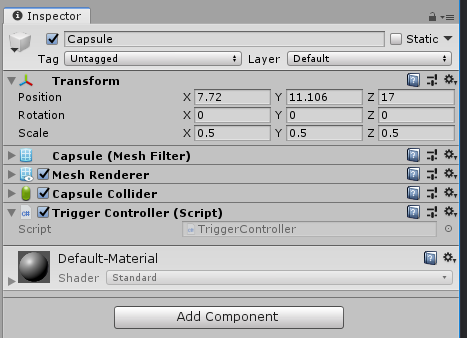 Inspector
Capsule Static
Tag Untagged Layer Default
Transform
Position X 7.72 Y 11.106 Z 17
Rotation X 0 Y 0 Z 0
Scale X 0.5 Y 0.5 Z 0.5
Capsule (Mesh Filter)
Mesh Renderer
Capsule Collider
Trigger Controller (Script)
Script TriggerController
Default-Material
Shader Standard
Add Component